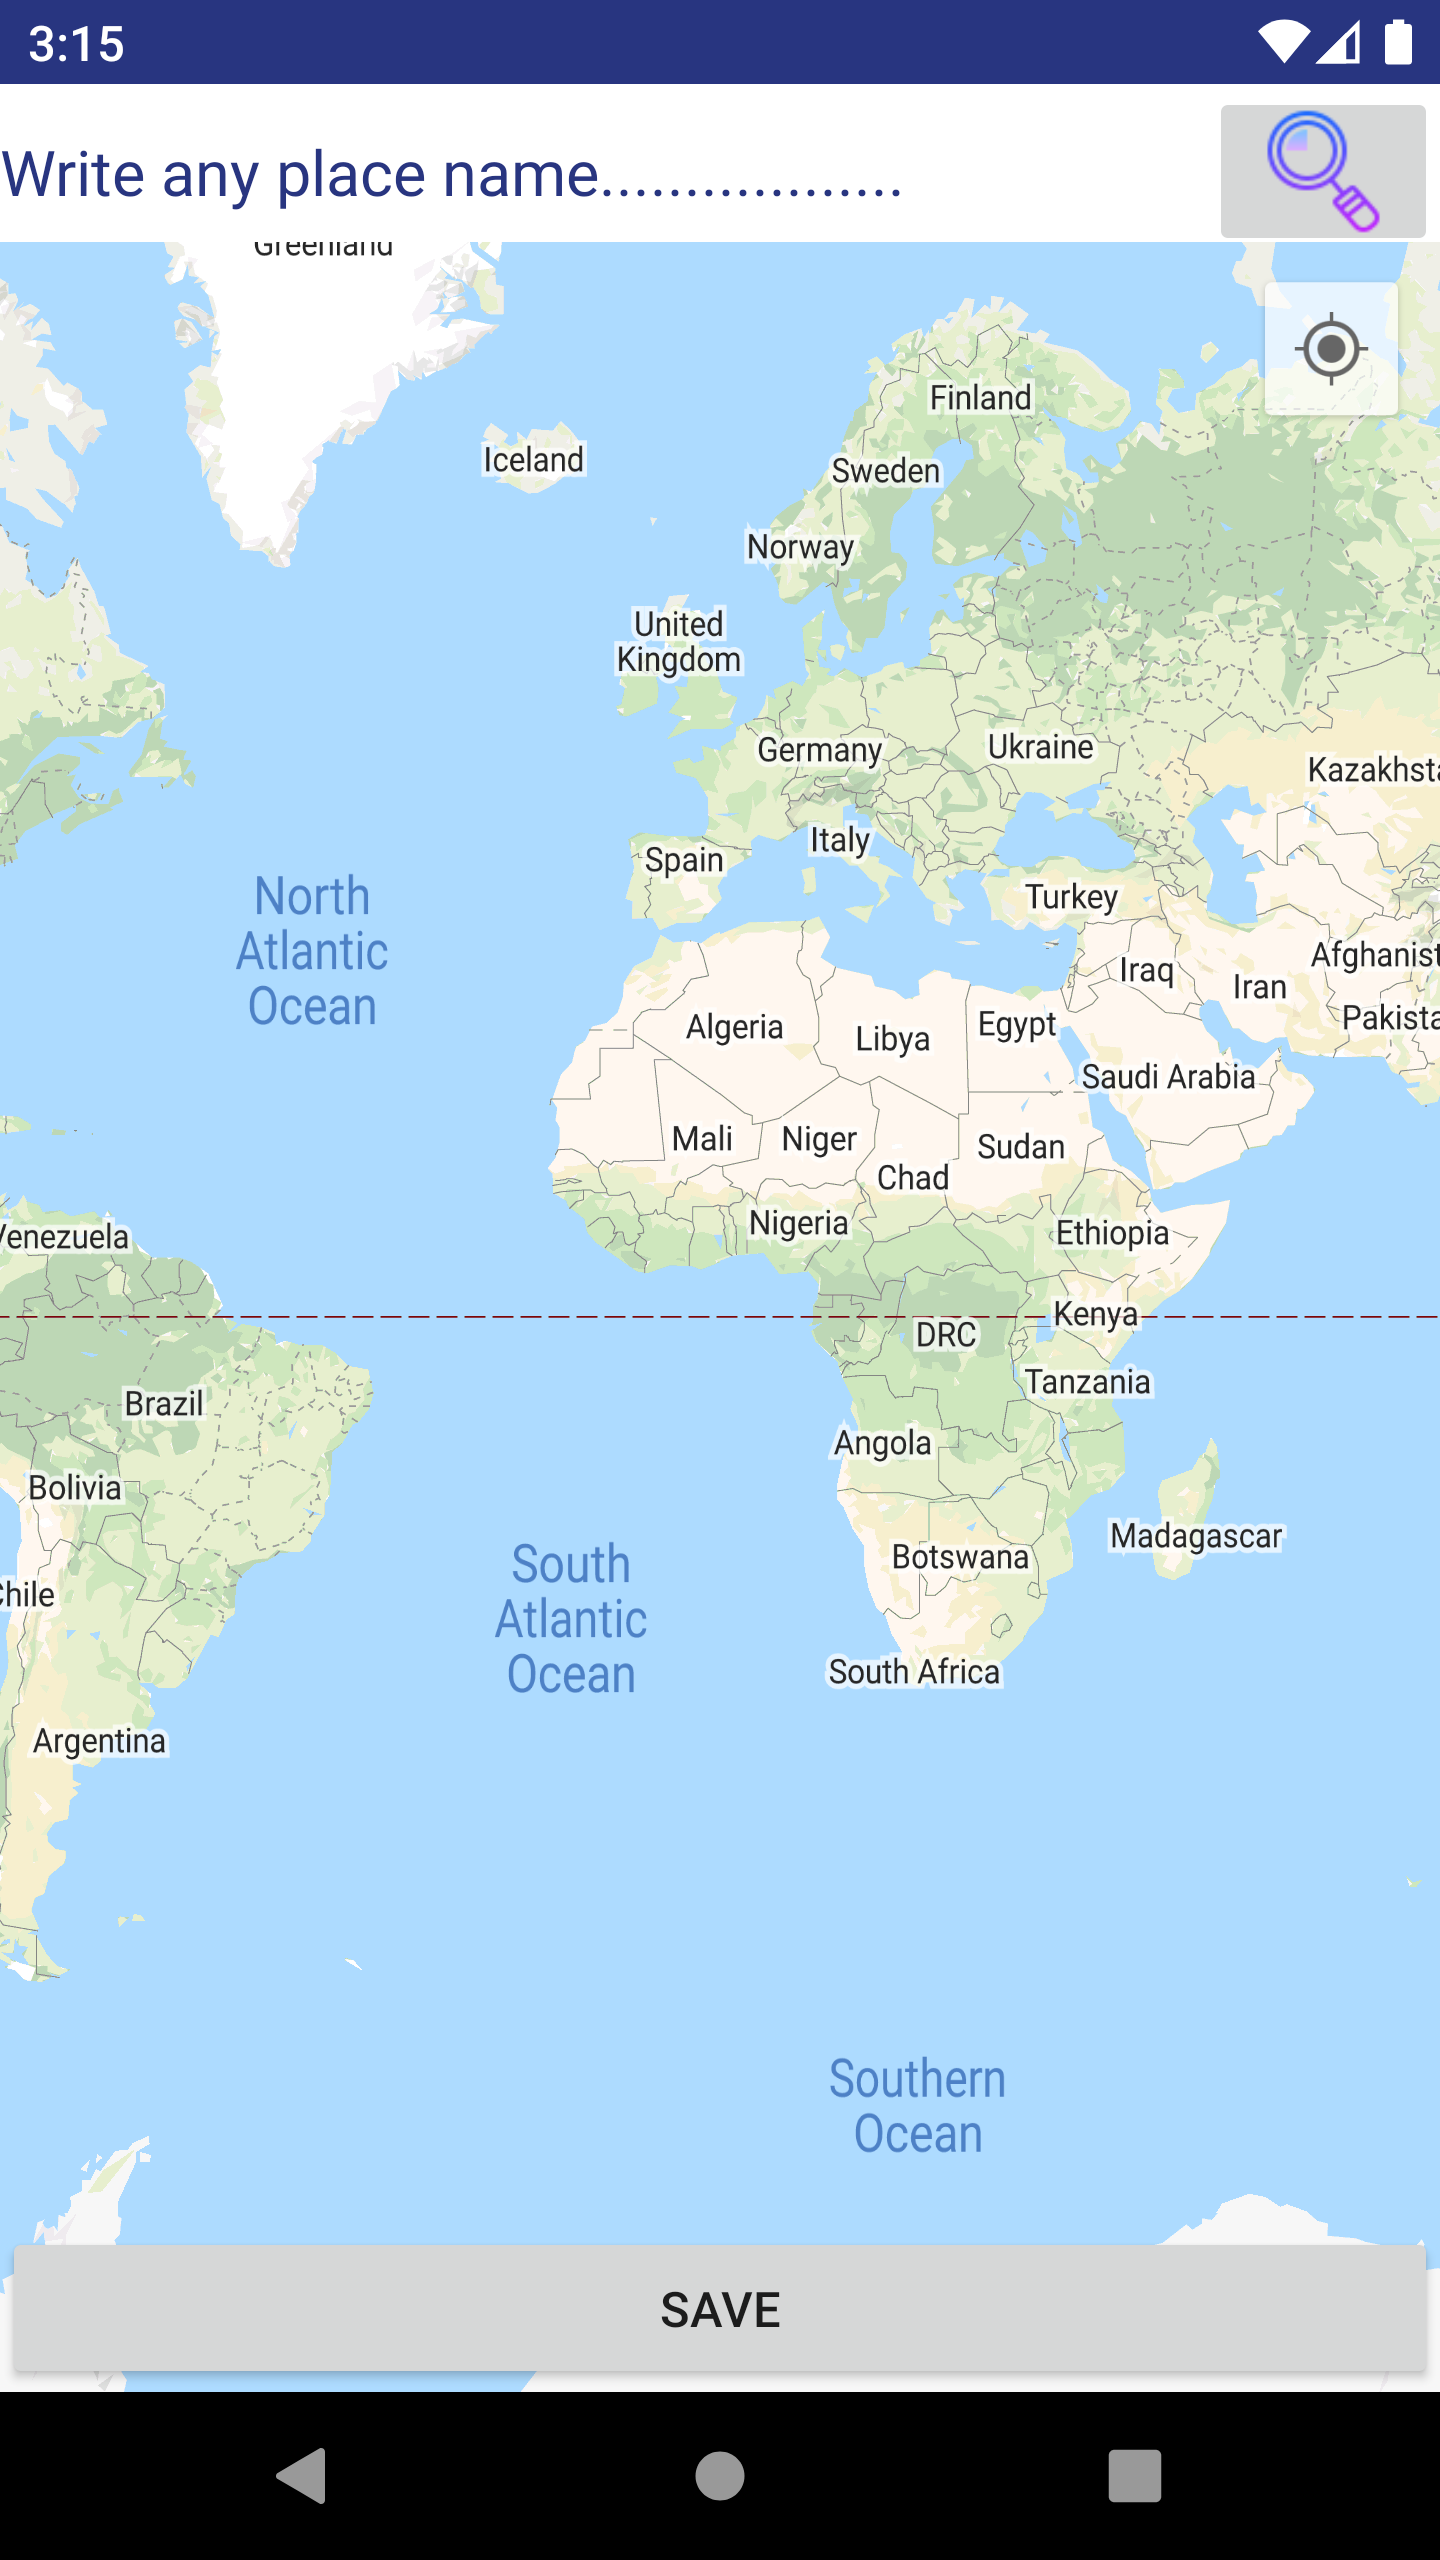 3:15
Write any place name..................
Greenland
Finland
Iceland
Sweden
Norway
United
Kingdom
Germany
Ukraine
Kazakhsta
Italy
Spain
Turkey
North
Atlantic
Ocean
Afghanist
Iraq
Iran
Pakista
Algeria
Libya
Egypt
Saudi Arabia
Mali
Niger
Sudan
Chad
Nigeria
Ethiopia
Venezuela
Kenya
DRC
Tanzania
Brazil
Angola
Bolivia
Madagascar
Botswana
South
Atlantic
Ocean
Chile
South Africa
Argentina
Southern
Ocean
SAVE